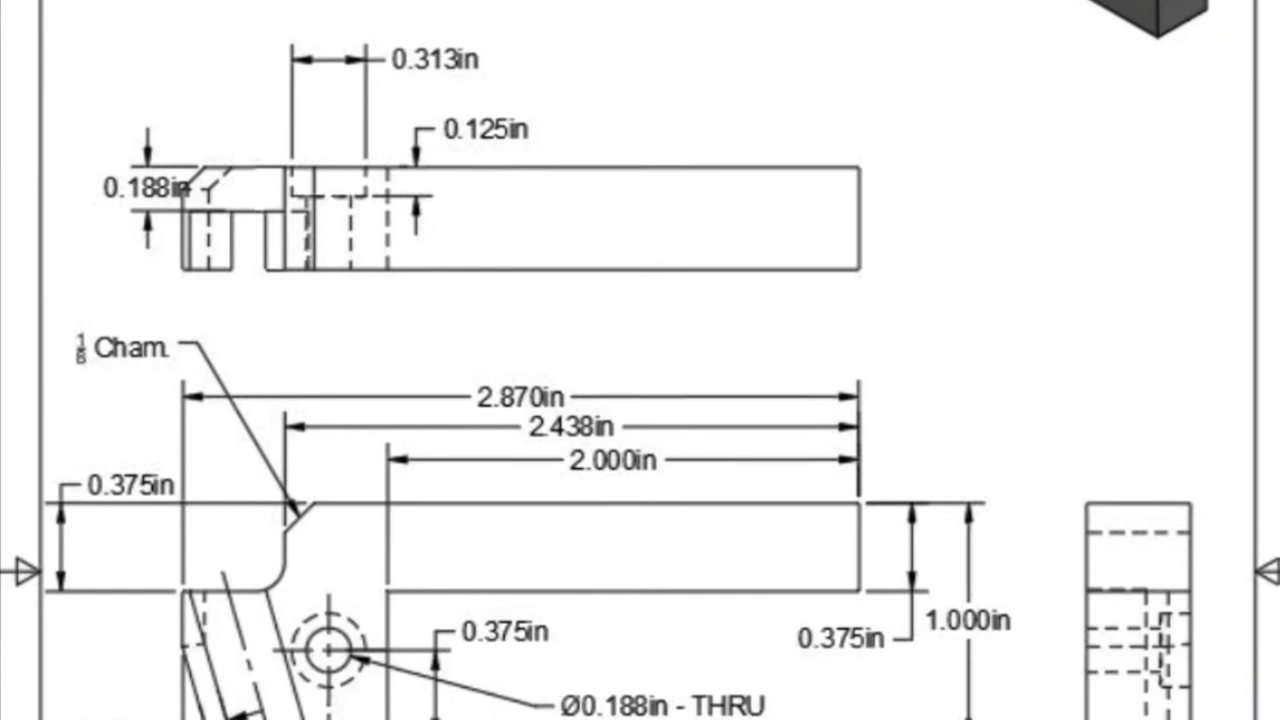 0.313in
0.125in
0.188in
1/8 Cham.
2.870in
2.438in
2.000in
0.375in
1.000in
0.375in
0.375in
Ø0.188in - THRU